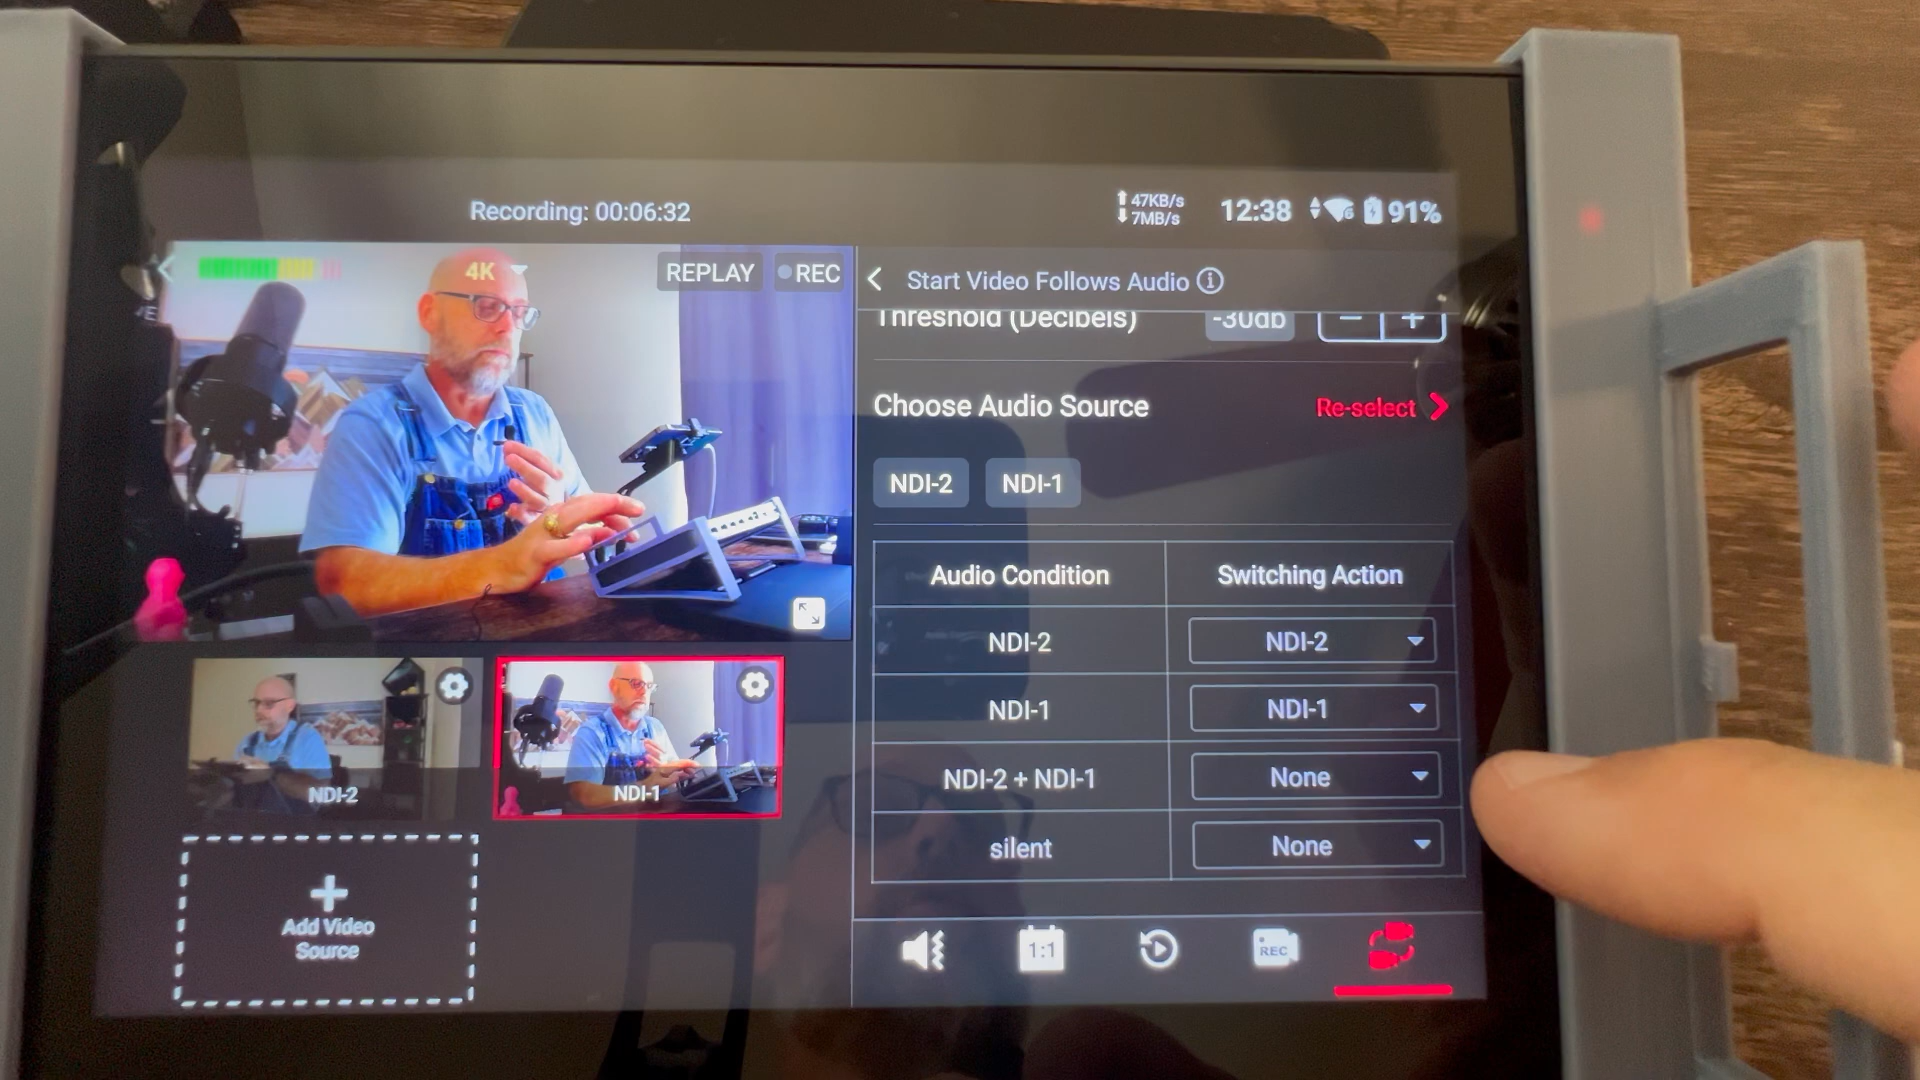 Recording: 00:06:32
47KB/s
7MB/s
12:38
91%
4K
REPLAY
REC
Start Video Follows Audio
Threshold (Decibels)
-30db
Choose Audio Source
Re-select
NDI-2
NDI-1
Audio Condition
Switching Action
NDI-2
NDI-2
NDI-1
NDI-1
NDI-2 + NDI-1
None
silent
None
NDI-2
NDI-1
Add Video
Source
1:1
REC